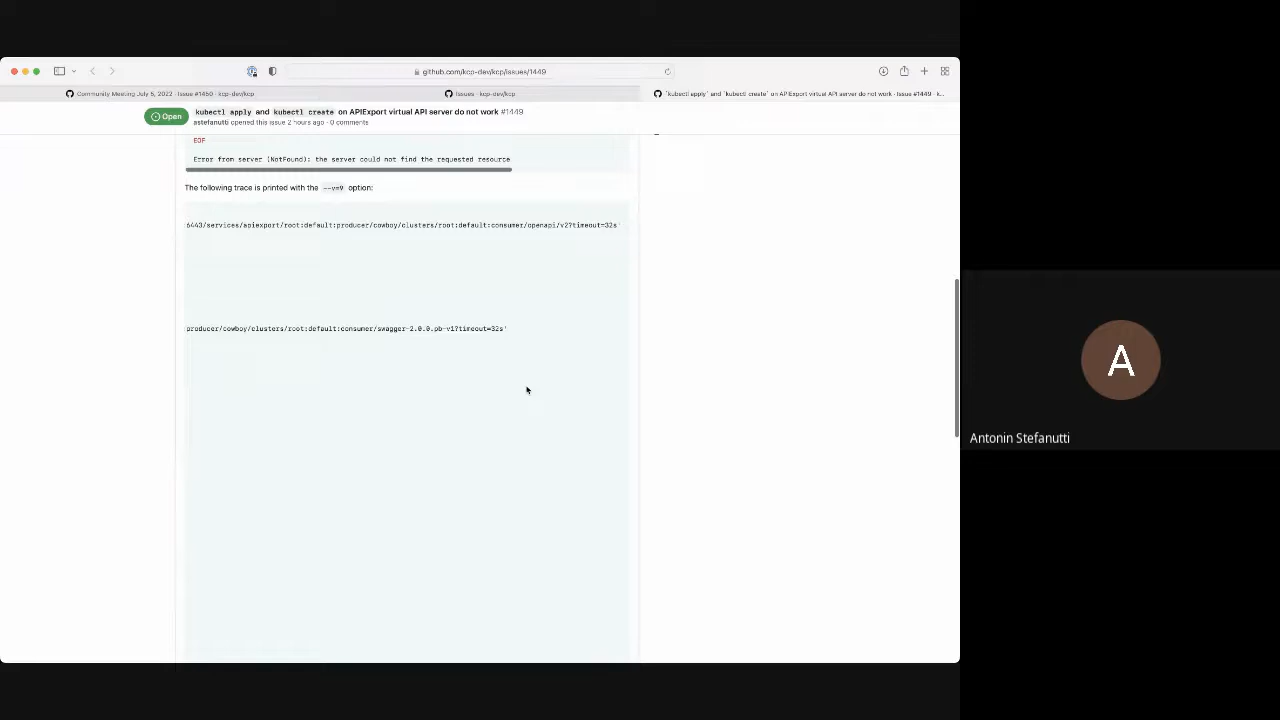 github.com/kcp-dev/kcp/issues/1449
Community Meeting July 5, 2022 · Issue #1450 · kcp-dev/kcp
Issues · kcp-dev/kcp
`kubectl apply` and `kubectl create` on APIExport virtual API server do not work · Issue #1449 · k...
Open
kubectl apply and kubectl create on APIExport virtual API server do not work #1449
astefanutti opened this issue 2 hours ago · 0 comments
EOF
Error from server (NotFound): the server could not find the requested resource
The following trace is printed with the --v=9 option:
6443/services/apiexport/root:default:producer/cowboy/clusters/root:default:consumer/openapi/v2?timeout=32s'
producer/cowboy/clusters/root:default:consumer/swagger-2.0.0.pb-v1?timeout=32s'
A
Antonin Stefanutti